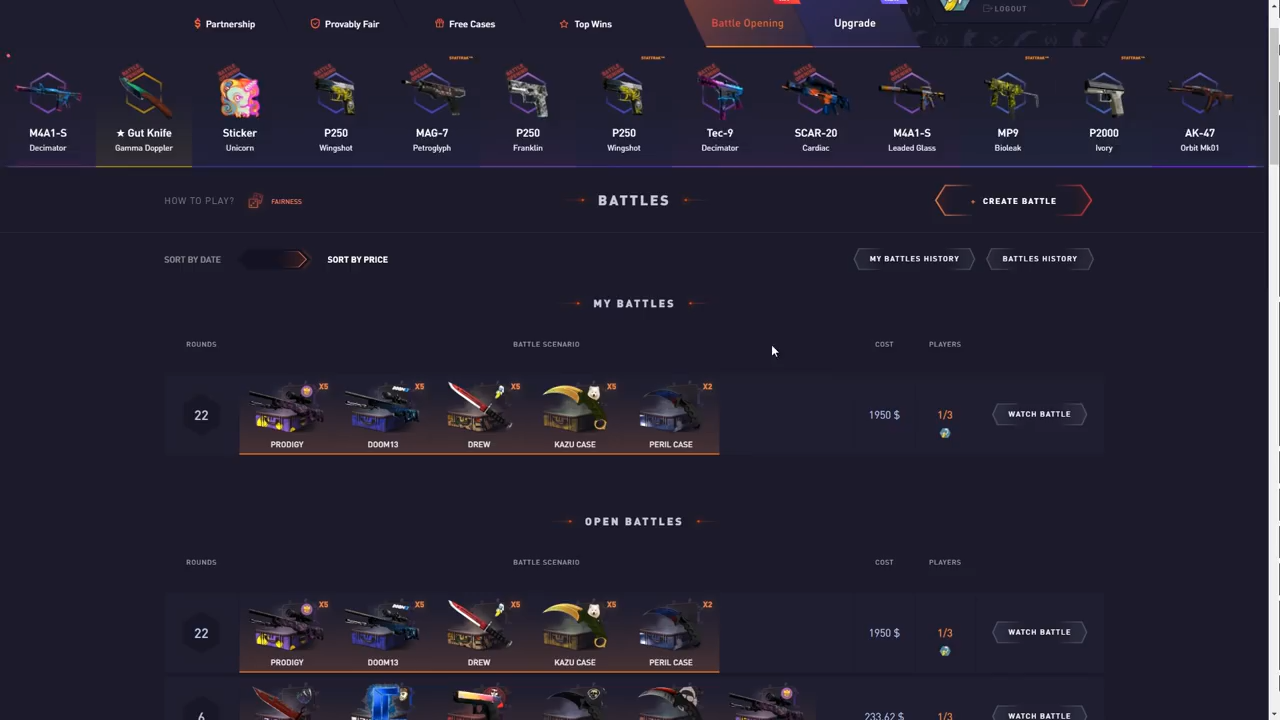 Partnership
Provably Fair
Free Cases
Top Wins
Battle Opening
Upgrade
LOGOUT
M4A1-S
Decimator
★ Gut Knife
Gamma Doppler
Sticker
Unicorn
P250
Wingshot
MAG-7
Petroglyph
P250
Franklin
P250
Wingshot
Tec-9
Decimator
SCAR-20
Cardiac
M4A1-S
Leaded Glass
MP9
Bioleak
P2000
Ivory
AK-47
Orbit Mk01
HOW TO PLAY?
FAIRNESS
BATTLES
+ CREATE BATTLE
SORT BY DATE
SORT BY PRICE
MY BATTLES HISTORY
BATTLES HISTORY
MY BATTLES
ROUNDS
BATTLE SCENARIO
COST
PLAYERS
22
X5
X5
X5
X5
X2
PRODIGY
DOOM13
DREW
KAZU CASE
PERIL CASE
1950 $
1/3
WATCH BATTLE
OPEN BATTLES
ROUNDS
BATTLE SCENARIO
COST
PLAYERS
22
X5
X5
X5
X5
X2
PRODIGY
DOOM13
DREW
KAZU CASE
PERIL CASE
1950 $
1/3
WATCH BATTLE
6
233.62 $
1/3
WATCH BATTLE